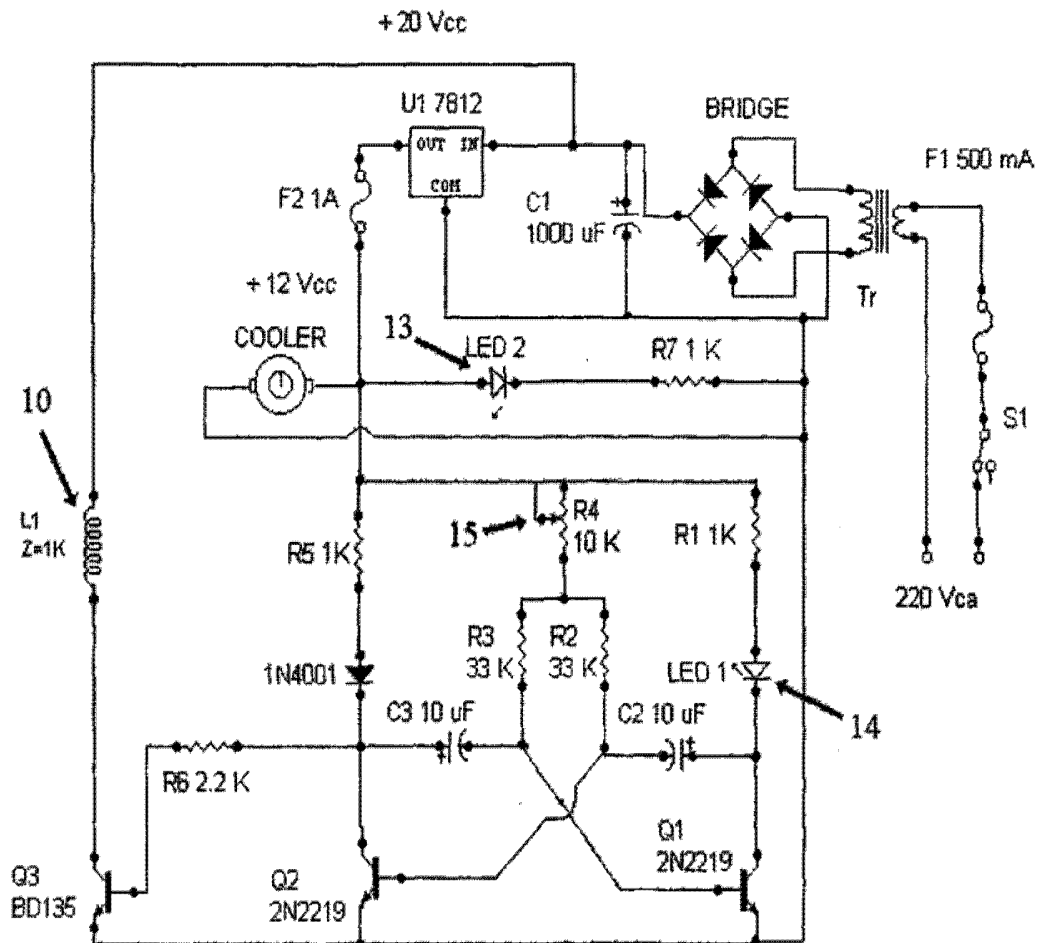 + 20 Vcc
U1 7812
OUT IN
COM
BRIDGE
F1 500 mA
F2 1A
C1
1000 uF
+
Tr
+ 12 Vcc
COOLER
13
LED 2
R7 1 K
S1
10
L1
Z=1K
15
R4
10 K
R5 1K
R1 1K
220 Vca
R3
33 K
R2
33 K
1N4001
LED 1
14
C3 10 uF
+
C2 10 uF
+
R6 2.2 K
Q3
BD135
Q2
2N2219
Q1
2N2219